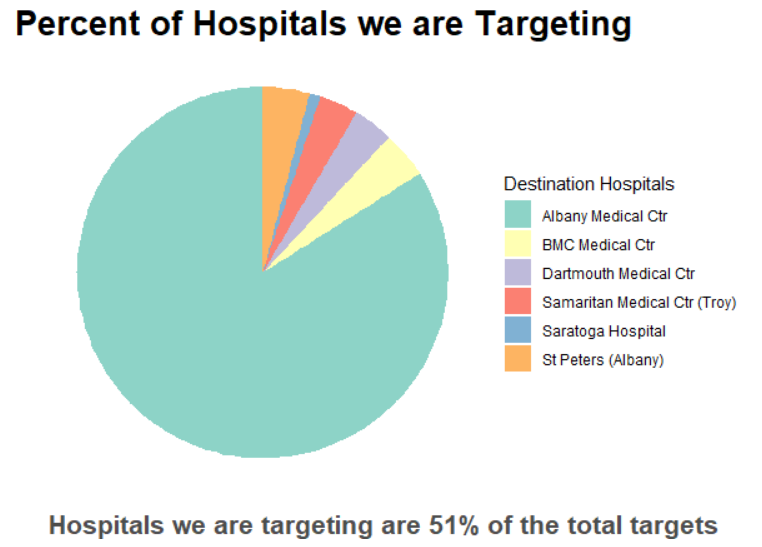 Percent of Hospitals we are Targeting
Destination Hospitals
Albany Medical Ctr
BMC Medical Ctr
Dartmouth Medical Ctr
Samaritan Medical Ctr (Troy)
Saratoga Hospital
St Peters (Albany)
Hospitals we are targeting are 51% of the total targets